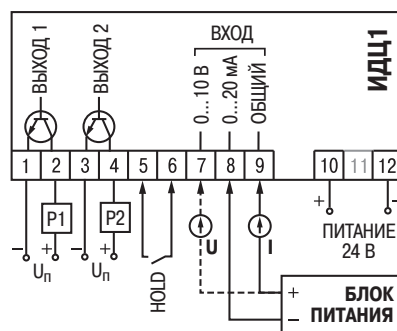 ВЫХОД 1
ВЫХОД 2
ВХОД
0...10 В
0...20 мА
ОБЩИЙ
ИДЦ1
1 2 3 4 5 6 7 8 9 10 11 12
P1
P2
U
I
+ –
– + – +
Uп Uп
HOLD
ПИТАНИЕ
24 В
+
–
БЛОК
ПИТАНИЯ